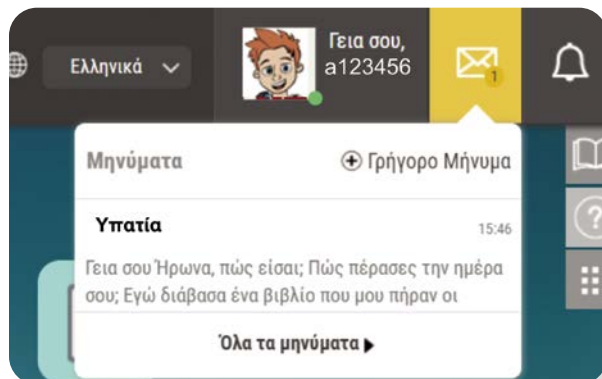 Ελληνικά
Γεια σου,
a123456
1
Μηνύματα
Γρήγορο Μήνυμα
Υπατία
15:46
Γεια σου Ήρωνα, πώς είσαι; Πώς πέρασες την ημέρα
σου; Εγώ διάβασα ένα βιβλίο που μου πήραν οι
Όλα τα μηνύματα
?